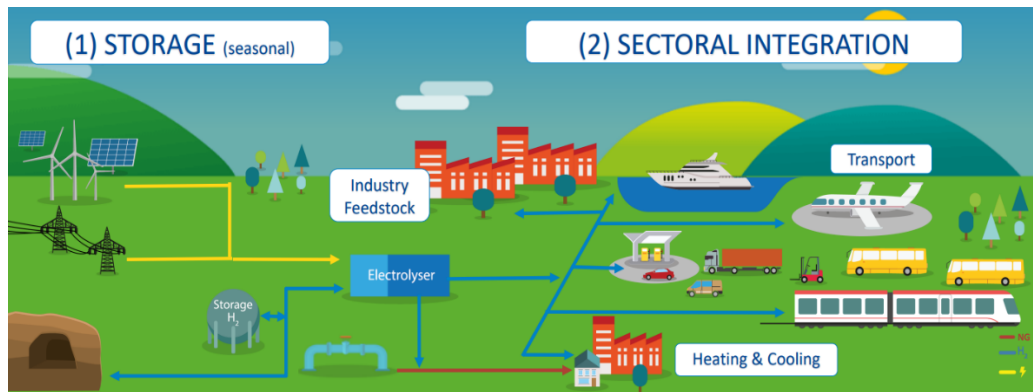 (1) STORAGE (seasonal)
(2) SECTORAL INTEGRATION
Transport
Industry
Feedstock
Electrolyser
Storage
H₂
Heating & Cooling
NG
H₂